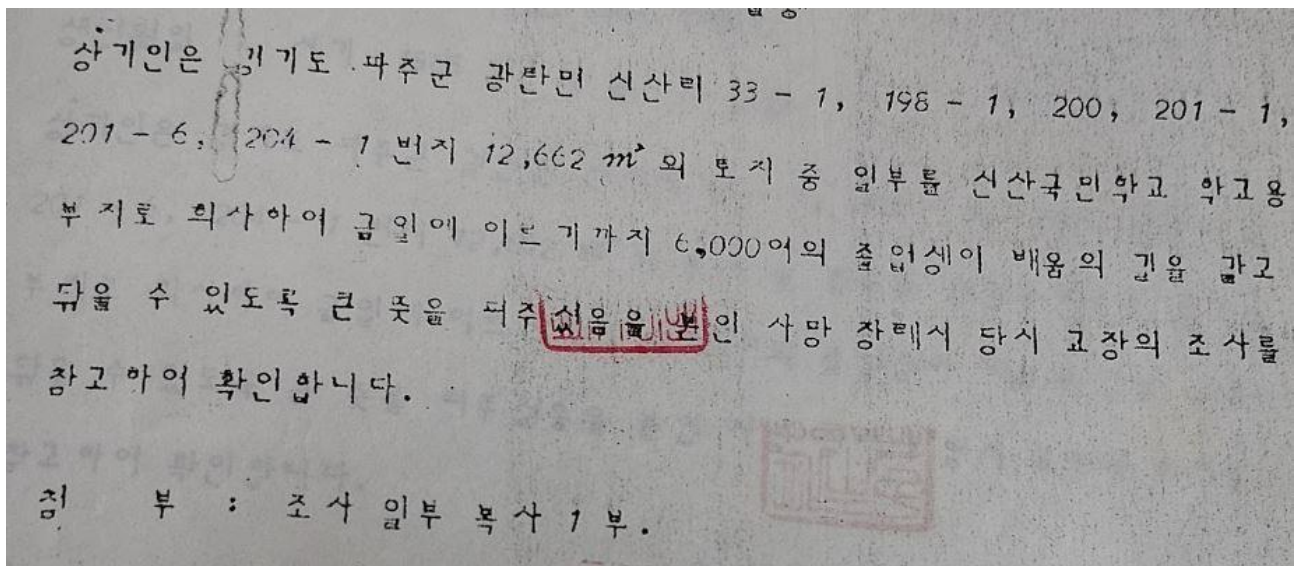 상기인은 경기도 파주군 광탄면 신산리 33 - 1, 198 - 1, 200, 201 - 1,
201 - 6, 204 - 1 번지 12,662 m² 의 토지 중 일부를 신산국민학교 학교용
부지로 희사하여 금일에 이르기까지 6,000여의 졸업생이 배움의 길을 갈고
닦을 수 있도록 큰 뜻을 펴주셨음을 본인 사망 장례시 당시 교장의 조사를
참고하여 확인합니다.
첨 부 : 조사 일부 복사 1 부.